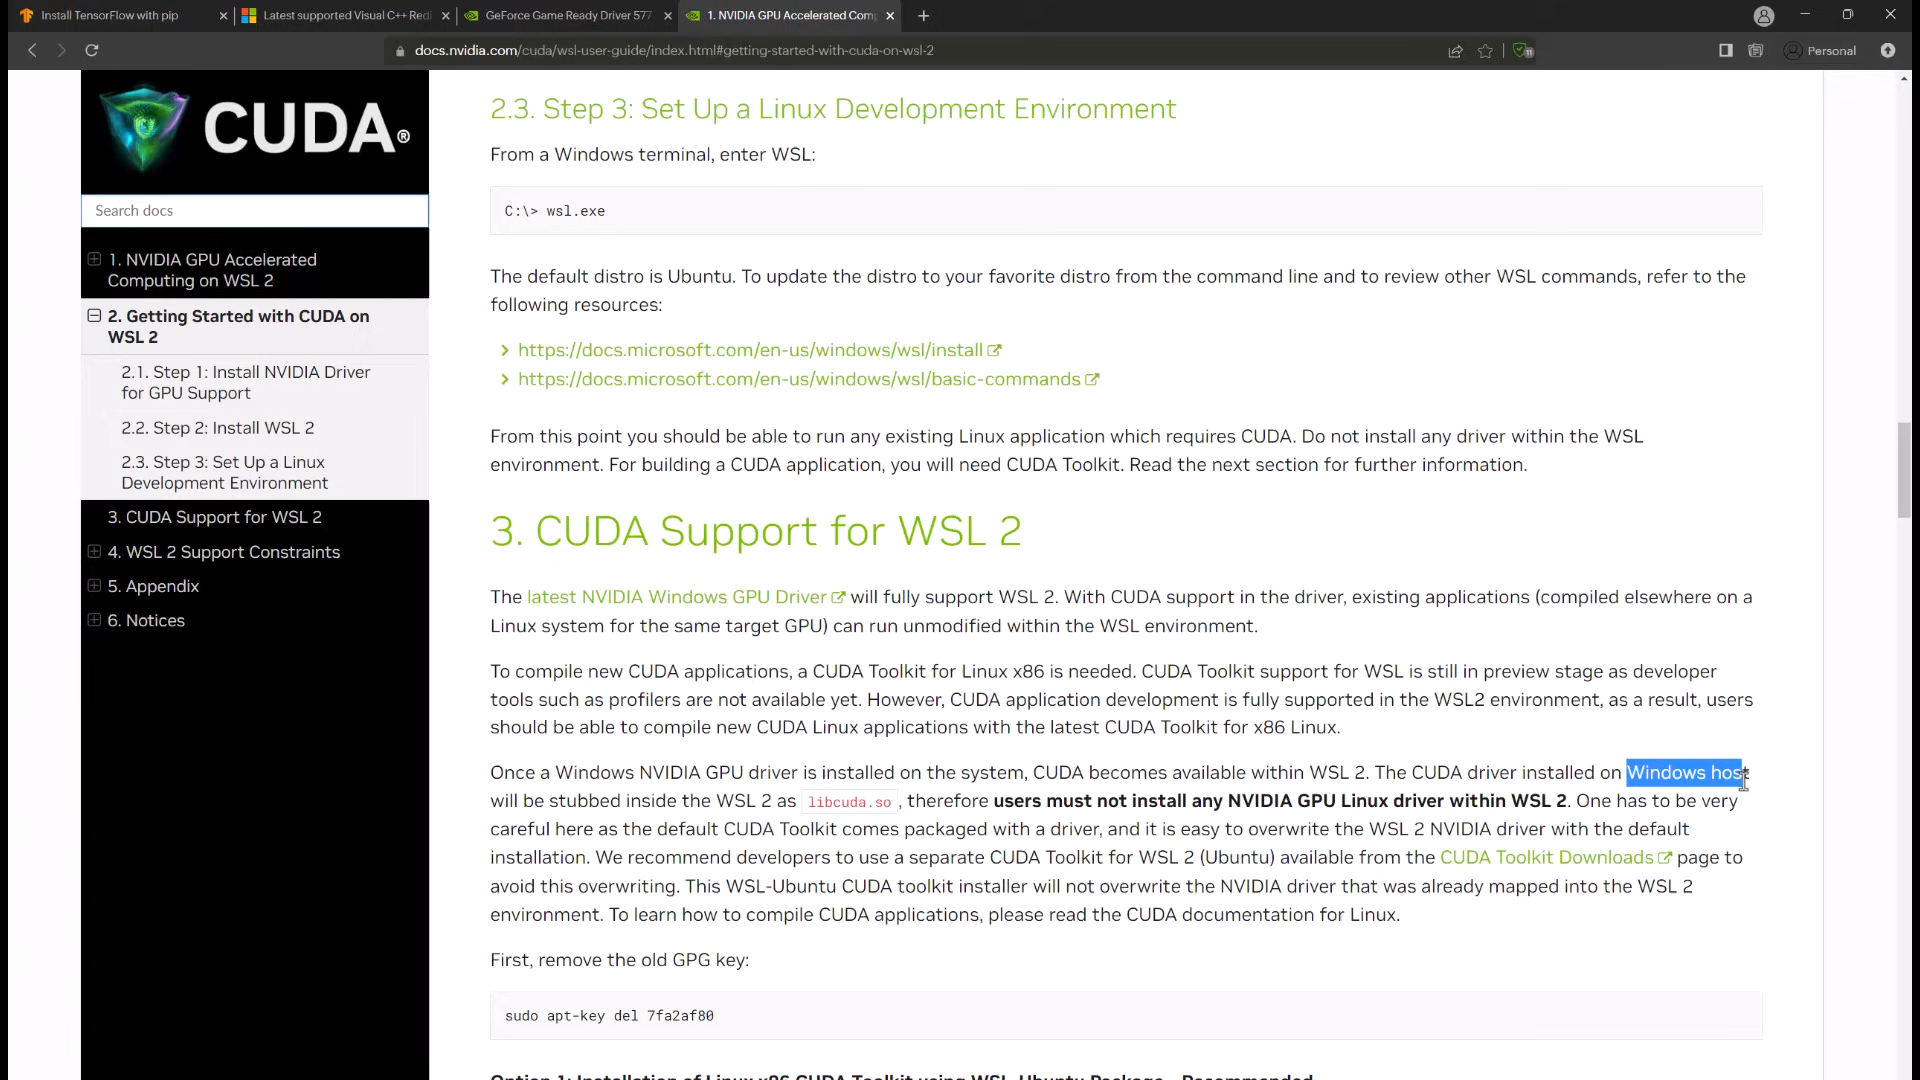 Install TensorFlow with pip
Latest supported Visual C++ Redi
GeForce Game Ready Driver 577
1. NVIDIA GPU Accelerated Comp
docs.nvidia.com/cuda/wsl-user-guide/index.html#getting-started-with-cuda-on-wsl-2
11
Personal
CUDA®
Search docs
1. NVIDIA GPU Accelerated
Computing on WSL 2
2. Getting Started with CUDA on
WSL 2
2.1. Step 1: Install NVIDIA Driver
for GPU Support
2.2. Step 2: Install WSL 2
2.3. Step 3: Set Up a Linux
Development Environment
3. CUDA Support for WSL 2
4. WSL 2 Support Constraints
5. Appendix
6. Notices
2.3. Step 3: Set Up a Linux Development Environment
From a Windows terminal, enter WSL:
C:\> wsl.exe
The default distro is Ubuntu. To update the distro to your favorite distro from the command line and to review other WSL commands, refer to the
following resources:
https://docs.microsoft.com/en-us/windows/wsl/install
https://docs.microsoft.com/en-us/windows/wsl/basic-commands
From this point you should be able to run any existing Linux application which requires CUDA. Do not install any driver within the WSL
environment. For building a CUDA application, you will need CUDA Toolkit. Read the next section for further information.
3. CUDA Support for WSL 2
The latest NVIDIA Windows GPU Driver will fully support WSL 2. With CUDA support in the driver, existing applications (compiled elsewhere on a
Linux system for the same target GPU) can run unmodified within the WSL environment.
To compile new CUDA applications, a CUDA Toolkit for Linux x86 is needed. CUDA Toolkit support for WSL is still in preview stage as developer
tools such as profilers are not available yet. However, CUDA application development is fully supported in the WSL2 environment, as a result, users
should be able to compile new CUDA Linux applications with the latest CUDA Toolkit for x86 Linux.
Once a Windows NVIDIA GPU driver is installed on the system, CUDA becomes available within WSL 2. The CUDA driver installed on Windows host
will be stubbed inside the WSL 2 as libcuda.so , therefore users must not install any NVIDIA GPU Linux driver within WSL 2. One has to be very
careful here as the default CUDA Toolkit comes packaged with a driver, and it is easy to overwrite the WSL 2 NVIDIA driver with the default
installation. We recommend developers to use a separate CUDA Toolkit for WSL 2 (Ubuntu) available from the CUDA Toolkit Downloads page to
avoid this overwriting. This WSL-Ubuntu CUDA toolkit installer will not overwrite the NVIDIA driver that was already mapped into the WSL 2
environment. To learn how to compile CUDA applications, please read the CUDA documentation for Linux.
First, remove the old GPG key:
sudo apt-key del 7fa2af80
Option 1: Installation of Linux x86 CUDA Toolkit using WSL-Ubuntu Package - Recommended